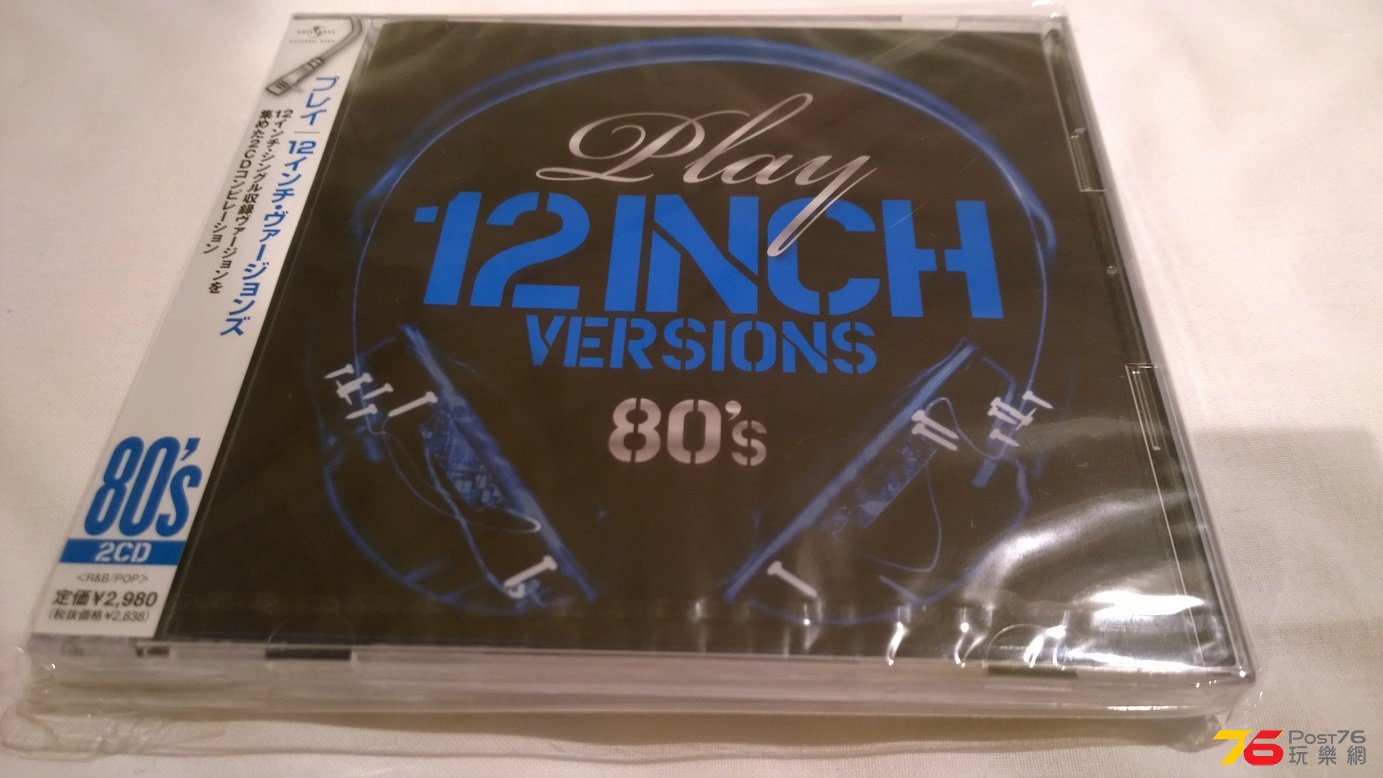 UNIVERSAL
プレイ|12インチ・ヴァージョンズ
12インチ・シングル収録ヴァージョンを
集めた2CDコンピレーション
80's
2CD
<R&B/POP>
定価¥2,980
(税抜価格¥2,838)
Play
12INCH
VERSIONS
80's
76 POST76
玩樂網